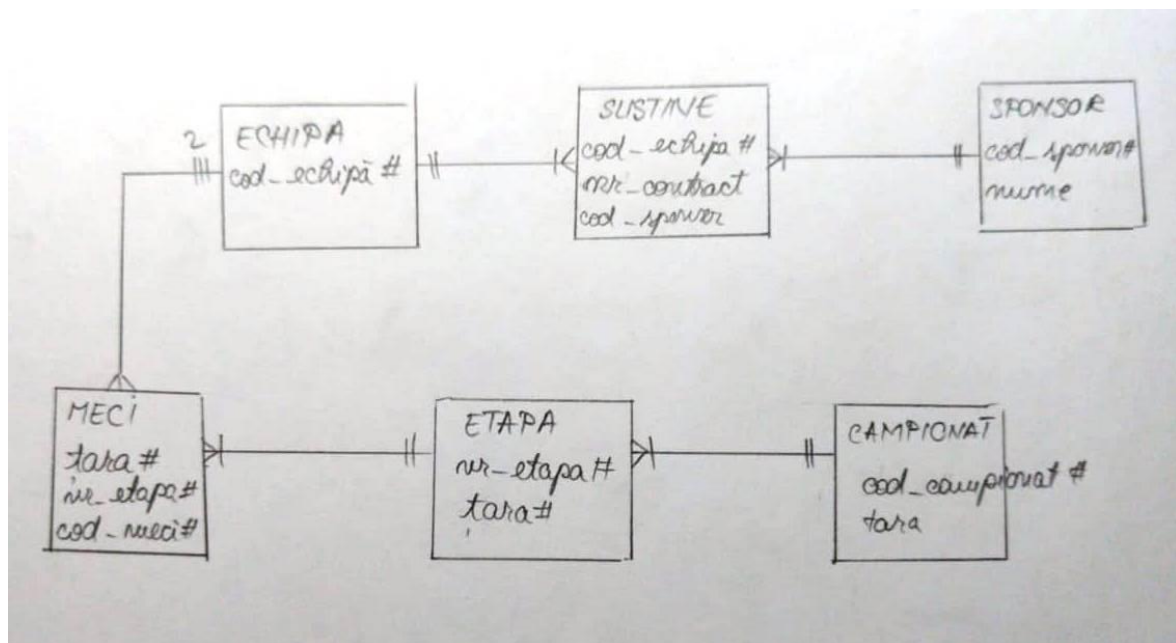 2
ECHIPA
cod_echipă #
SUSTINE
cod_echipa #
nr_contract
cod_sponsor
SPONSOR
cod_sponsor#
nume
MECI
tara #
nr_etapa#
cod_meci#
ETAPA
nr_etapa #
tara#
CAMPIONAT
cod_campionat #
tara